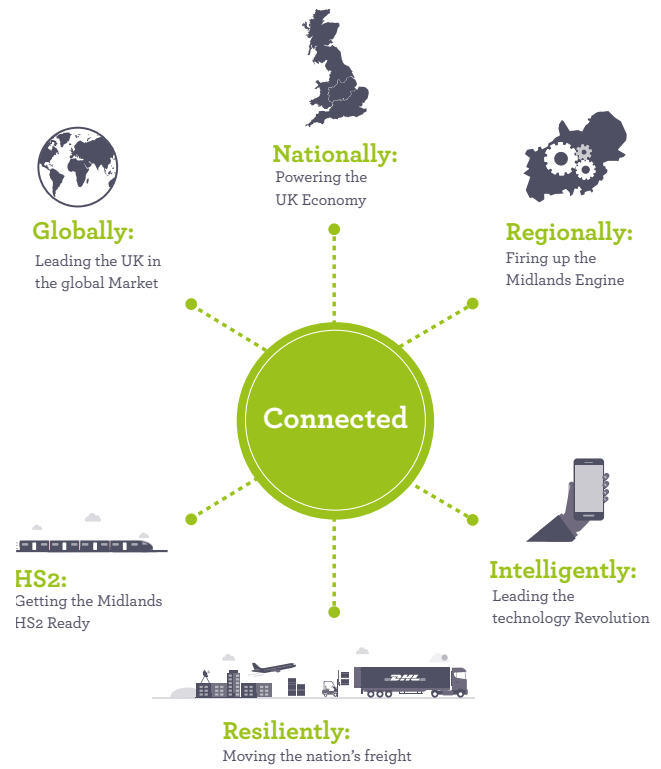 Nationally:
Powering the
UK Economy
Globally:
Leading the UK in
the global Market
Regionally:
Firing up the
Midlands Engine
Connected
HS2:
Getting the Midlands
HS2 Ready
Intelligently:
Leading the
technology Revolution
DHL
Resiliently:
Moving the nation's freight